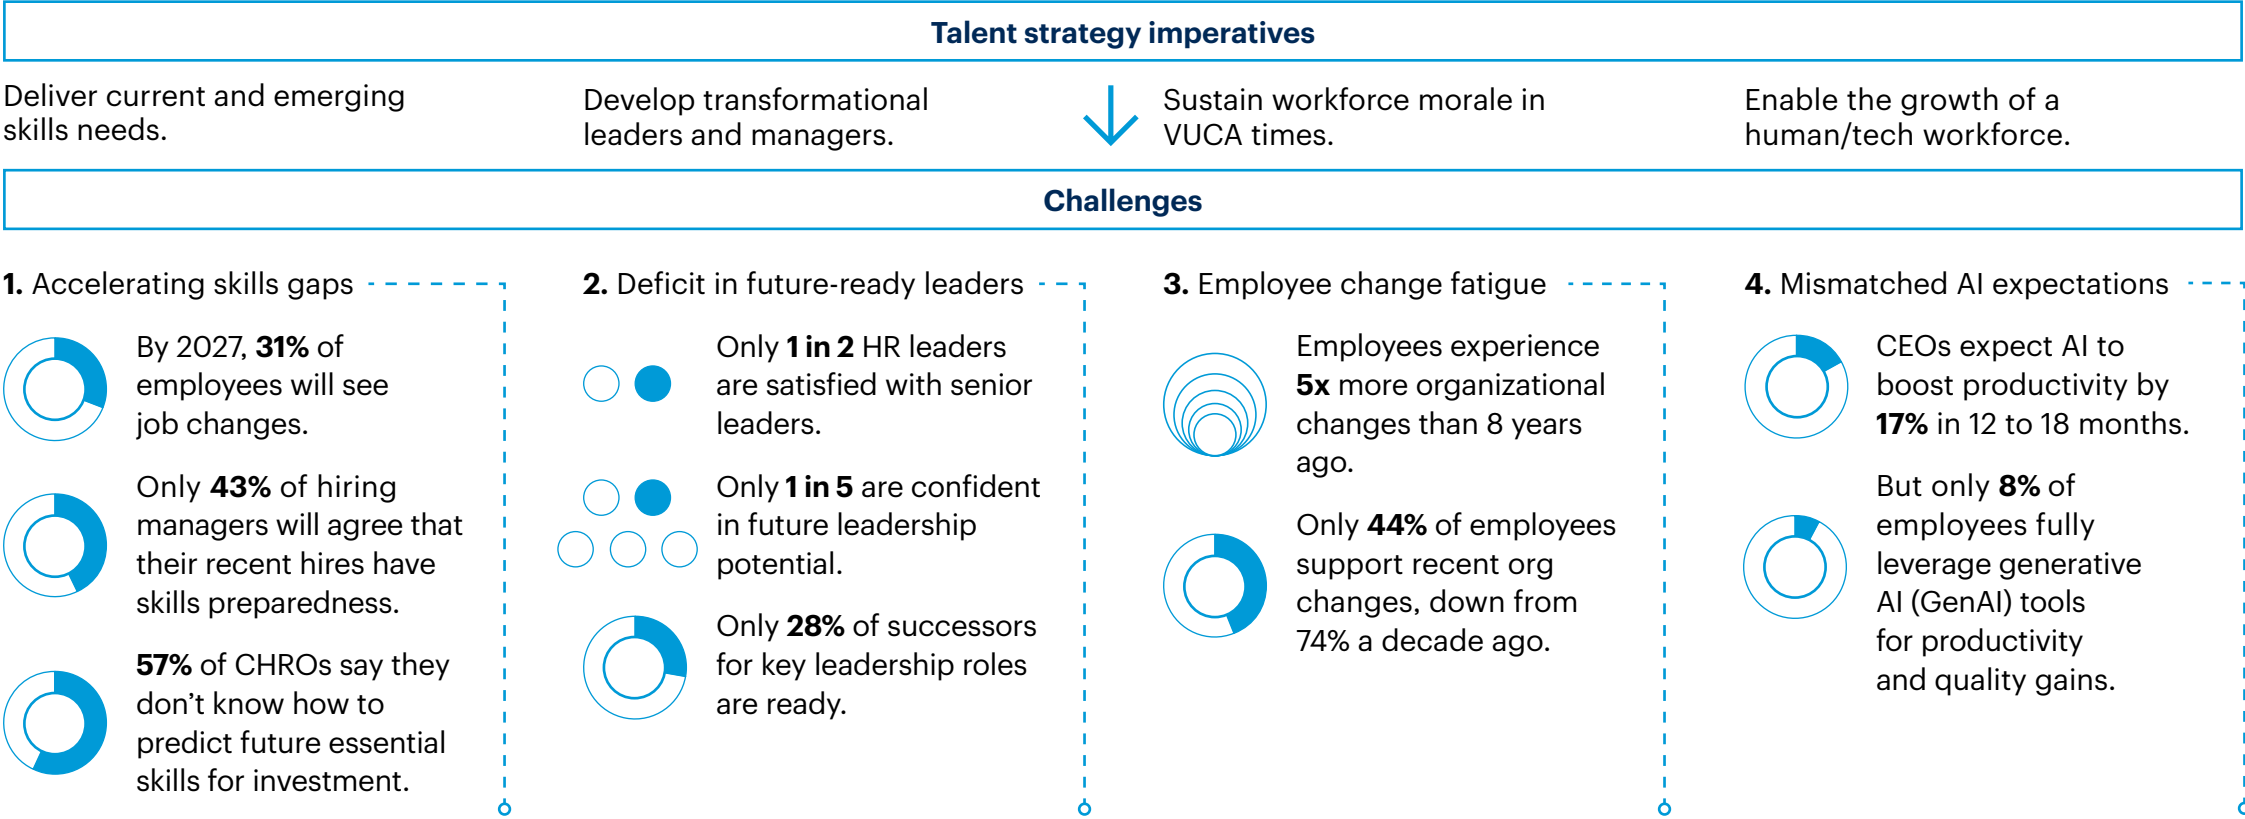 Talent strategy imperatives
Deliver current and emerging
skills needs.
Develop transformational
leaders and managers.
Sustain workforce morale in
VUCA times.
Enable the growth of a
human/tech workforce.
Challenges
1. Accelerating skills gaps
By 2027, 31% of
employees will see
job changes.
Only 43% of hiring
managers will agree that
their recent hires have
skills preparedness.
57% of CHROs say they
don’t know how to
predict future essential
skills for investment.
2. Deficit in future-ready leaders
Only 1 in 2 HR leaders
are satisfied with senior
leaders.
Only 1 in 5 are confident
in future leadership
potential.
Only 28% of successors
for key leadership roles
are ready.
3. Employee change fatigue
Employees experience
5x more organizational
changes than 8 years
ago.
Only 44% of employees
support recent org
changes, down from
74% a decade ago.
4. Mismatched AI expectations
CEOs expect AI to
boost productivity by
17% in 12 to 18 months.
But only 8% of
employees fully
leverage generative
AI (GenAI) tools
for productivity
and quality gains.